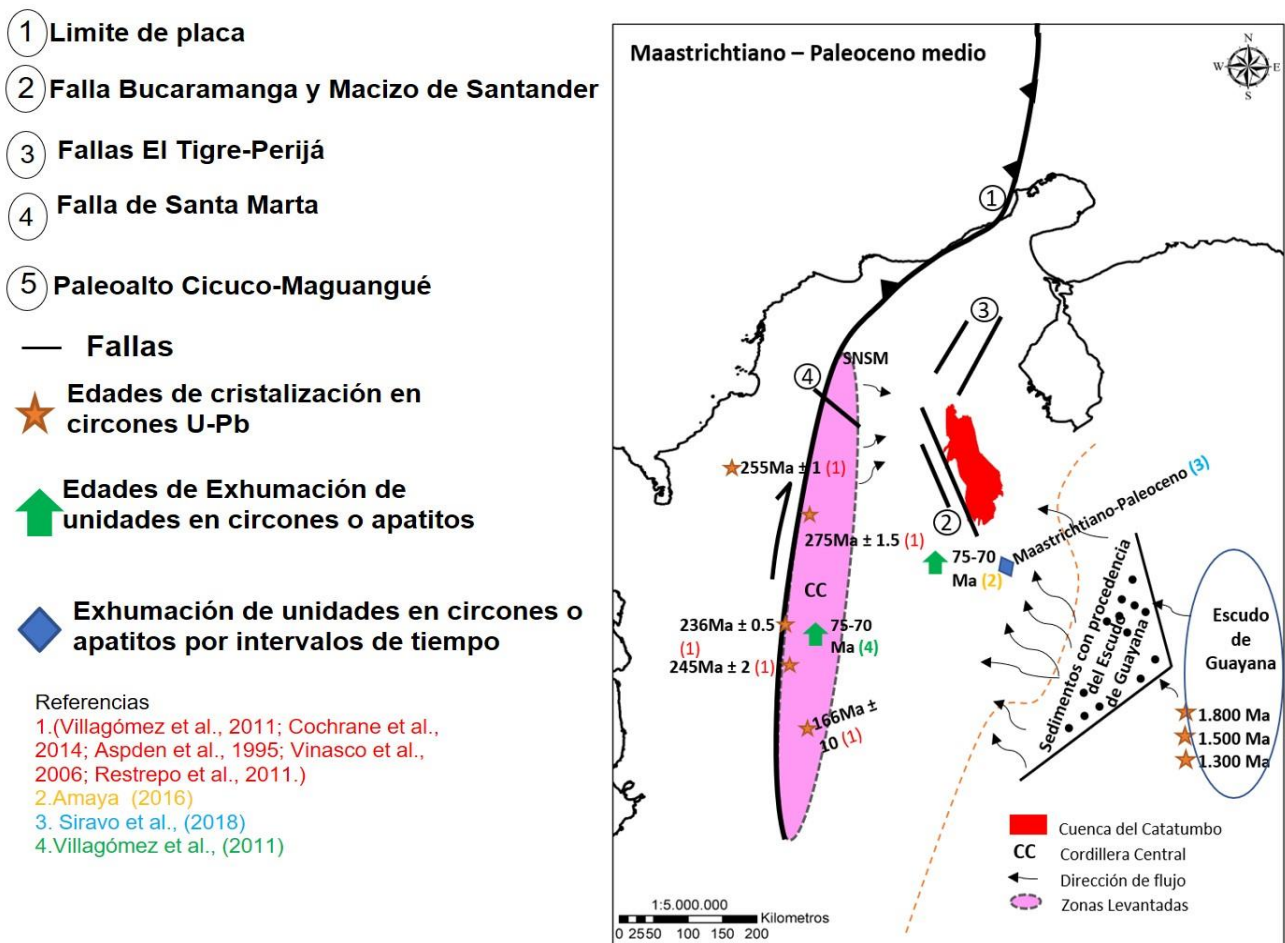 1 Limite de placa
2 Falla Bucaramanga y Macizo de Santander
3 Fallas El Tigre-Perijá
4 Falla de Santa Marta
5 Paleoalto Cicuco-Maguangué
Fallas
Edades de cristalización en
circones U-Pb
Edades de Exhumación de
unidades en circones o apatitos
Exhumación de unidades en circones o
apatitos por intervalos de tiempo
Referencias
1.(Villagómez et al., 2011; Cochrane et al.,
2014; Aspden et al., 1995; Vinasco et al.,
2006; Restrepo et al., 2011.)
2.Amaya (2016)
3. Siravo et al., (2018)
4.Villagómez et al., (2011)
Maastrichtiano – Paleoceno medio
N
W E
S
1
3
SNSM
4
255Ma ± 1 (1)
2
275Ma ± 1.5 (1)
Maastrichtiano-Paleoceno (3)
75-70
Ma (2)
CC
236Ma ± 0.5
(1)
75-70
Ma (4)
245Ma ± 2 (1)
166Ma ±
10 (1)
Sedimentos con procedencia
del Escudo
de Guayana
Escudo
de
Guayana
1.800 Ma
1.500 Ma
1.300 Ma
Cuenca del Catatumbo
CC Cordillera Central
Dirección de flujo
Zonas Levantadas
1:5.000.000
Kilometros
0 25 50 100 150 200